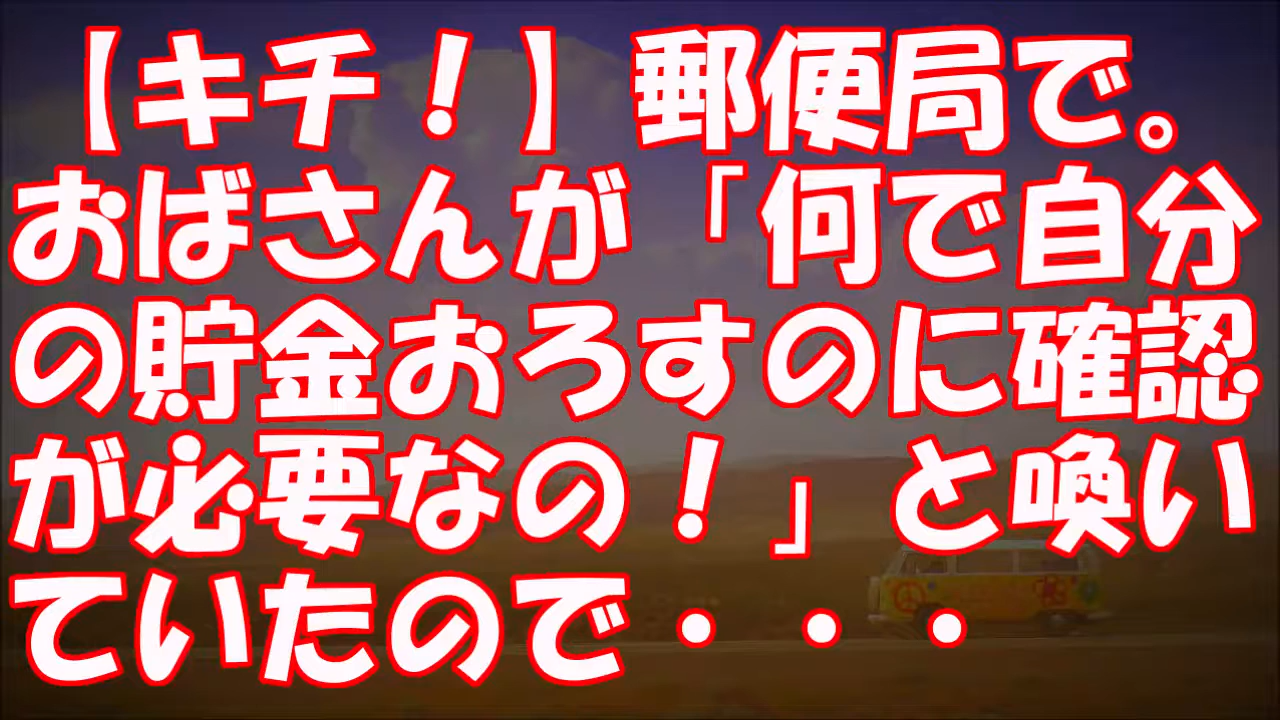 【キチ！】郵便局で。
おばさんが「何で自分
の貯金おろすのに確認
が必要なの！」と喚い
ていたので・・・